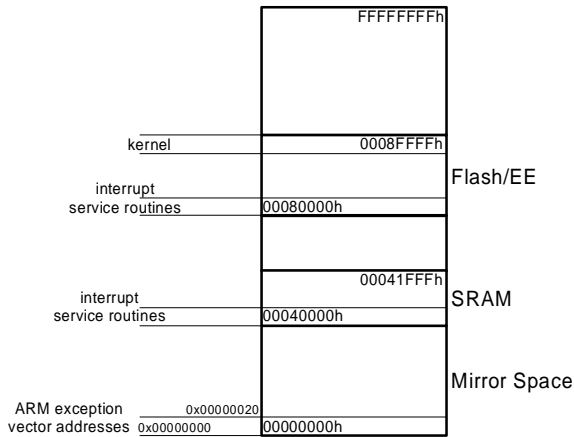 FFFFFFFFh
kernel
0008FFFFh
Flash/EE
interrupt
service routines
00080000h
00041FFFh
interrupt
service routines
SRAM
00040000h
Mirror Space
ARM exception
vector addresses
0x00000020
0x00000000
00000000h